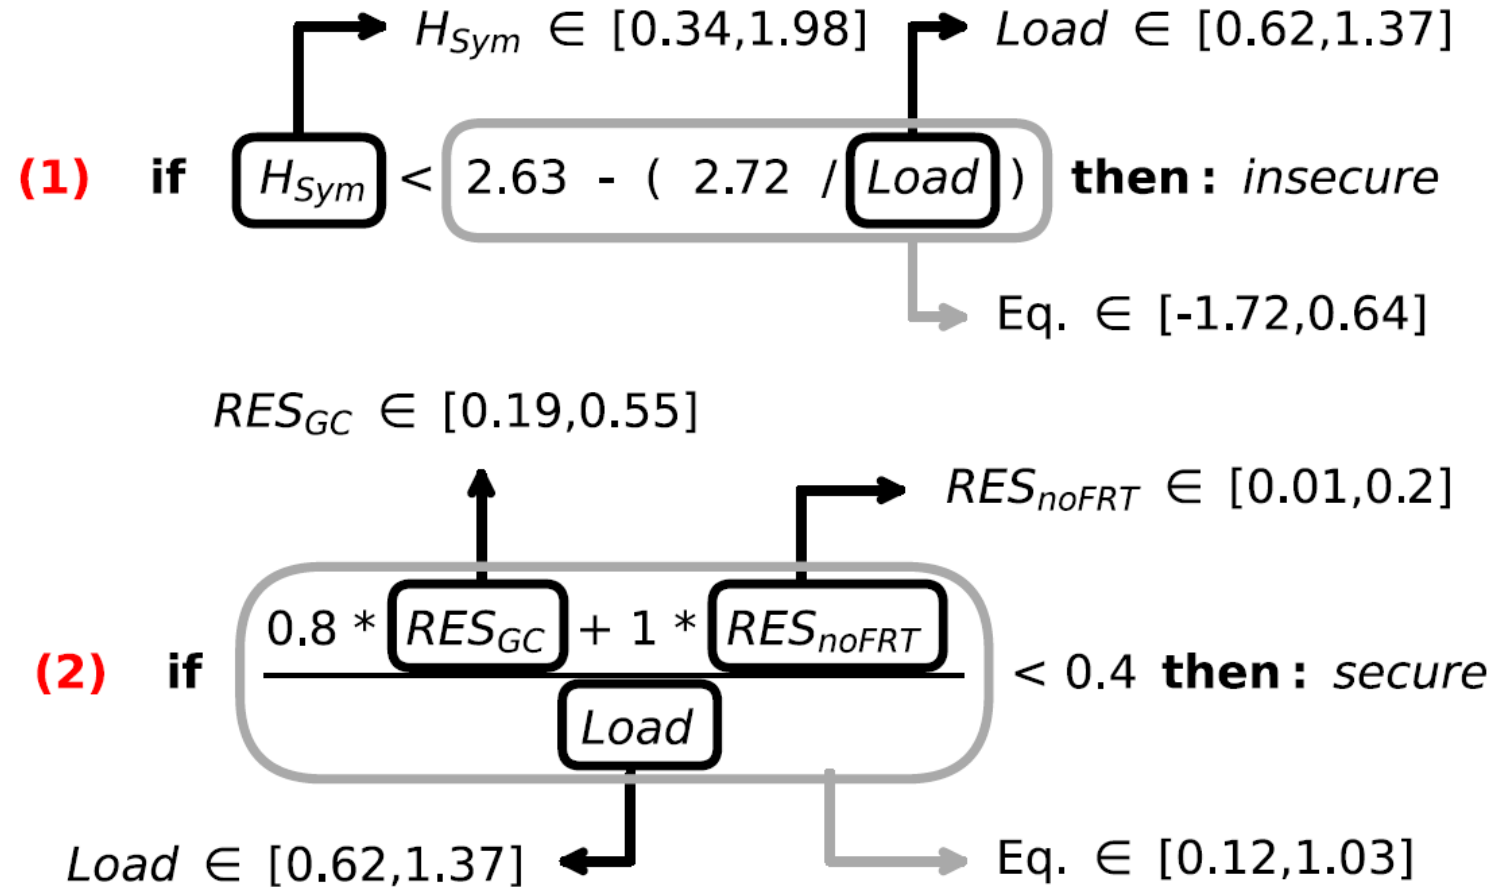 H_Sym ∈ [0.34,1.98] Load ∈ [0.62,1.37]
(1) if H_Sym < 2.63 - ( 2.72 / Load ) then: insecure
Eq. ∈ [-1.72,0.64]
RES_GC ∈ [0.19,0.55]
RES_noFRT ∈ [0.01,0.2]
0.8 * RES_GC + 1 * RES_noFRT
(2) if < 0.4 then: secure
Load
Load ∈ [0.62,1.37] Eq. ∈ [0.12,1.03]